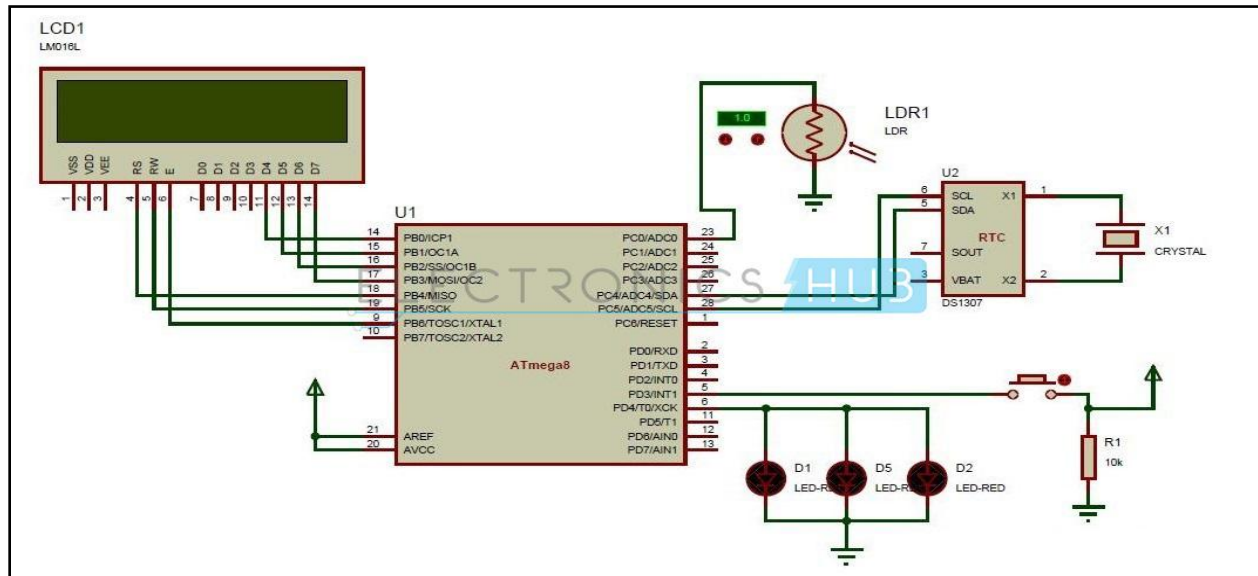 LCD1
LM016L
VSS
VDD
VEE
RS
RW
E
D0
D1
D2
D3
D4
D5
D6
D7
1
2
3
4
5
6
7
8
9
10
11
12
13
14
1.0
LDR1
LDR
U1
14 PB0/ICP1
15 PB1/OC1A
16 PB2/SS/OC1B
17 PB3/MOSI/OC2
18 PB4/MISO
19 PB5/SCK
9 PB6/TOSC1/XTAL1
10 PB7/TOSC2/XTAL2
21 AREF
20 AVCC
ATmega8
PC0/ADC0 23
PC1/ADC1 24
PC2/ADC2 25
PC3/ADC3 26
PC4/ADC4/SDA 27
PC5/ADC5/SCL 28
PC6/RESET 1
PD0/RXD 2
PD1/TXD 3
PD2/INT0 4
PD3/INT1 5
PD4/T0/XCK 6
PD5/T1 11
PD6/AIN0 12
PD7/AIN1 13
ELECTRONICS HUB
U2
6 SCL X1 1
5 SDA
RTC
7 SOUT
3 VBAT X2 2
DS1307
X1
CRYSTAL
D1
LED-R
D5
LED-R
D2
LED-RED
R1
10k